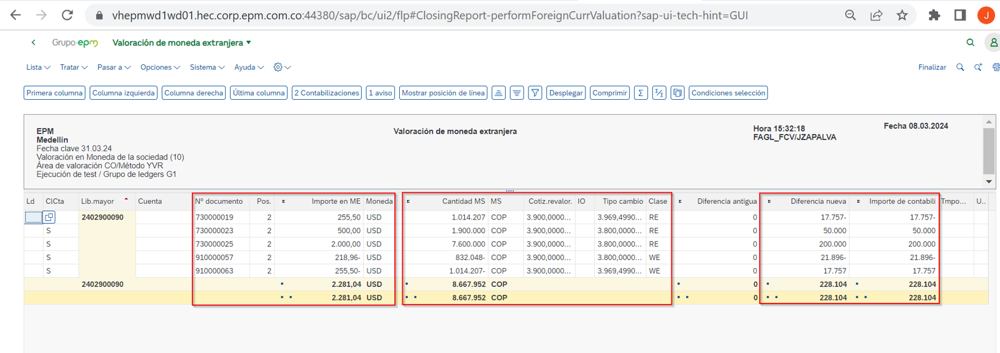 vhepmwd1wd01.hec.corp.epm.com.co:44380/sap/bc/ui2/flp#ClosingReport-performForeignCurrValuation?sap-ui-tech-hint=GUI J
Grupo·epm Valoración de moneda extranjera
Lista Tratar Pasar a Opciones Sistema Ayuda Finalizar
Primera columna Columna izquierda Columna derecha Última columna 2 Contabilizaciones 1 aviso Mostrar posición de línea Desplegar Comprimir Σ Condiciones selección
EPM Valoración de moneda extranjera Hora 15:32:18 Fecha 08.03.2024
Medellín FAGL_FCV/JZAPALVA
Fecha clave 31.03.24
Valoración en Moneda de la sociedad (10)
Área de valoración CO/Método YVR
Ejecución de test / Grupo de ledgers G1
Ld ClCta Lib.mayor Cuenta Nº documento Pos. Importe en ME Moneda Cantidad MS MS Cotiz.revalor. IO Tipo cambio Clase Diferencia antigua Diferencia nueva Importe de contabili Tmpo... U..
2402900090 730000019 2 255,50 USD 1.014.207 COP 3.900,0000... 3.969,4990... RE 0 17.757- 17.757-
S 730000023 2 500,00 USD 1.900.000 COP 3.900,0000... 3.800,0000... RE 0 50.000 50.000
S 730000025 2 2.000,00 USD 7.600.000 COP 3.900,0000... 3.800,0000... RE 0 200.000 200.000
S 910000057 2 218,96- USD 832.048- COP 3.900,0000... 3.800,0000... WE 0 21.896- 21.896-
S 910000063 2 255,50- USD 1.014.207- COP 3.900,0000... 3.969,4990... WE 0 17.757 17.757
2402900090 2.281,04 USD 8.667.952 COP 0 228.104 228.104
2.281,04 USD 8.667.952 COP 0 228.104 228.104